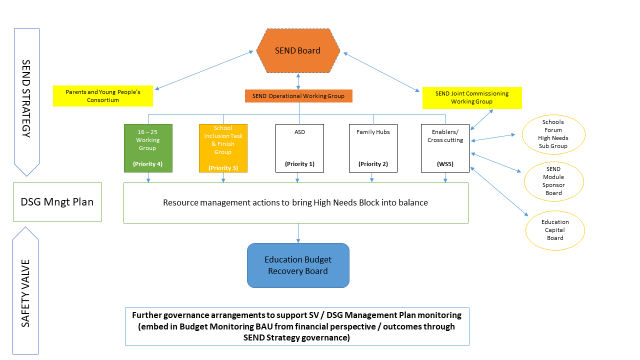 SEND Board
Parents and Young People's
Consortium
SEND Operational Working Group
SEND Joint Commissioning
Working Group
SEND STRATEGY
16 – 25
Working
Group
(Priority 4)
School
Inclusion Task
& Finish
Group
(Priority 3)
ASD
(Priority 1)
Family Hubs
(Priority 2)
Enablers/
Cross cutting
(WS5)
Schools
Forum
High Needs
Sub Group
SEND
Module
Sponsor
Board
Education
Capital
Board
DSG Mngt Plan
Resource management actions to bring High Needs Block into balance
SAFETY VALVE
Education Budget
Recovery Board
Further governance arrangements to support SV / DSG Management Plan monitoring
(embed in Budget Monitoring BAU from financial perspective / outcomes through
SEND Strategy governance)